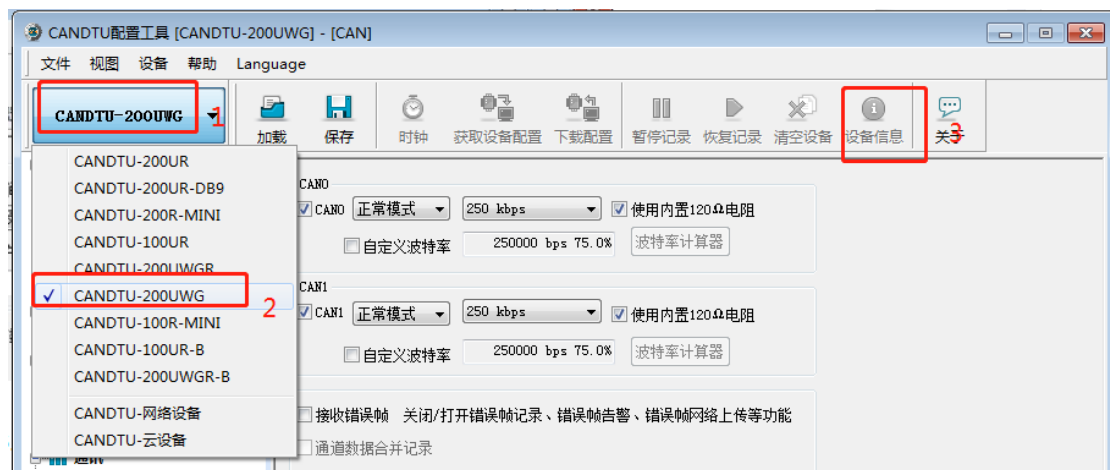 CANDTU配置工具 [CANDTU-200UWG] - [CAN]
文件 视图 设备 帮助 Language
CANDTU-200UWG 1
加载 保存 时钟 获取设备配置 下载配置 暂停记录 恢复记录 清空设备 设备信息 关于 3
CANDTU-200UR
CANDTU-200UR-DB9
CANDTU-200R-MINI
CANDTU-100UR
CANDTU-200UWGR
CANDTU-200UWG 2
CANDTU-100R-MINI
CANDTU-100UR-B
CANDTU-200UWGR-B
CANDTU-网络设备
CANDTU-云设备
通讯
CAN0
CAN0 正常模式 250 kbps 使用内置120Ω电阻
自定义波特率 250000 bps 75.0% 波特率计算器
CAN1
CAN1 正常模式 250 kbps 使用内置120Ω电阻
自定义波特率 250000 bps 75.0% 波特率计算器
接收错误帧 关闭/打开错误帧记录、错误帧告警、错误帧网络上传等功能
通道数据合并记录